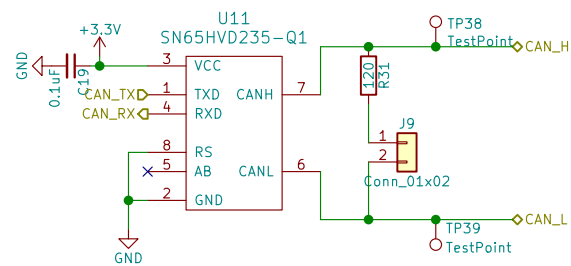 U11
SN65HVD235-Q1
+3.3V
GND
0.1uF
C19
3
VCC
CAN_TX
1
TXD
CAN_RX
4
RXD
8
RS
5
AB
2
GND
GND
CANH
7
CANL
6
TP38
TestPoint
CAN_H
120
R31
J9
1
2
Conn_01x02
CAN_L
TP39
TestPoint